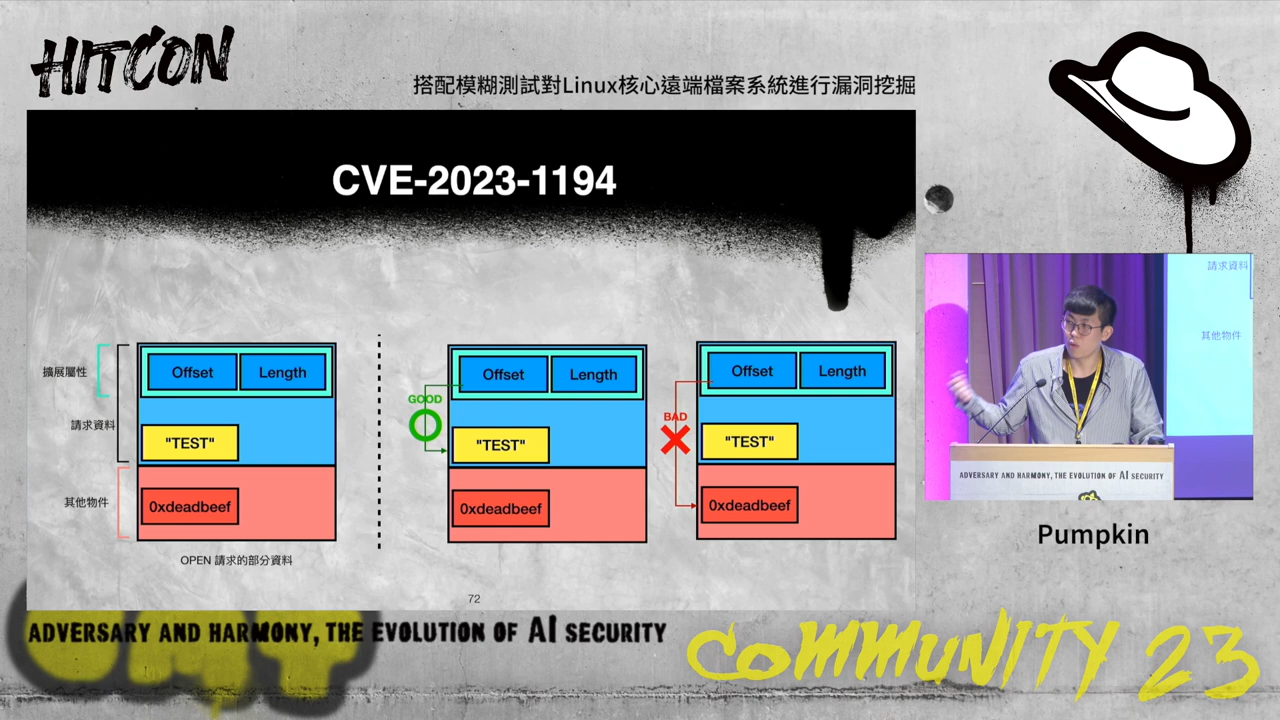 HITCON
搭配模糊測試對Linux核心遠端檔案系統進行漏洞挖掘
CVE-2023-1194
擴展屬性
請求資料
其他物件
Offset
Length
"TEST"
0xdeadbeef
OPEN 請求的部分資料
GOOD
Offset
Length
"TEST"
0xdeadbeef
BAD
Offset
Length
"TEST"
0xdeadbeef
72
請求資料
其他物件
ADVERSARY AND HARMONY, THE EVOLUTION OF AI SECURITY
Pumpkin
ADVERSARY AND HARMONY, THE EVOLUTION OF AI SECURITY
COMMUNITY 23